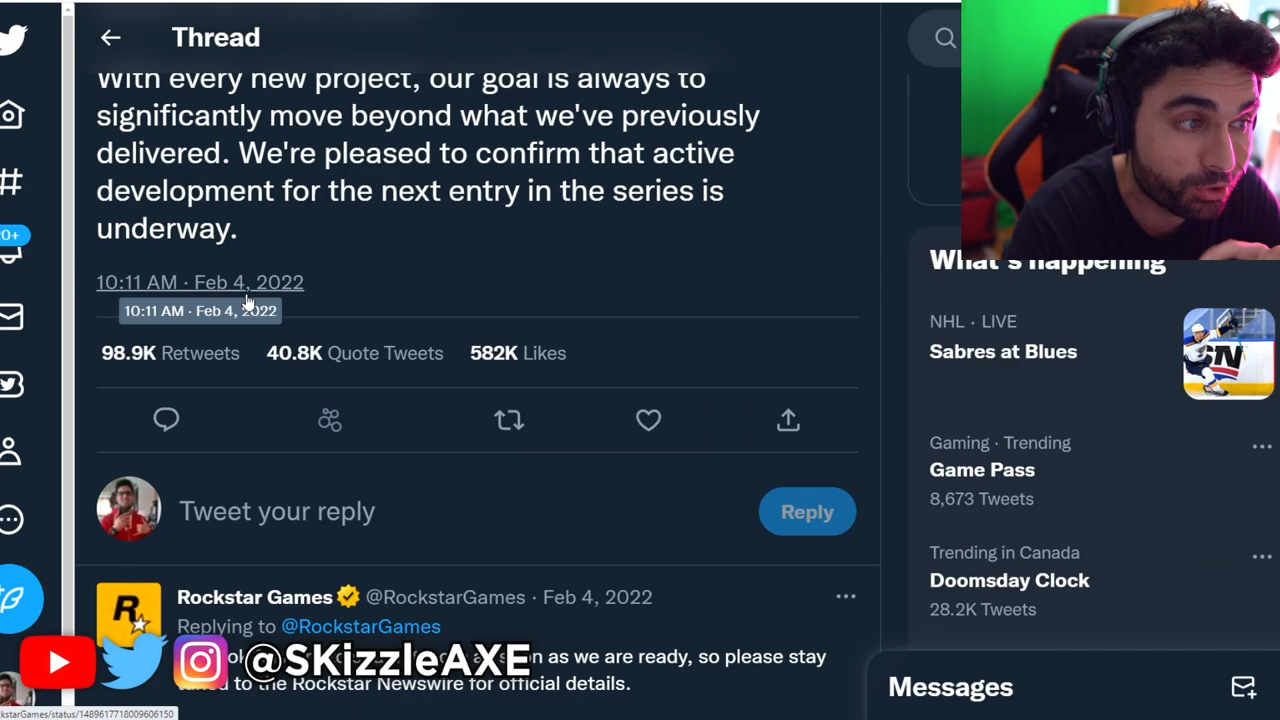 Thread
With every new project, our goal is always to
significantly move beyond what we've previously
delivered. We're pleased to confirm that active
development for the next entry in the series is
underway.
10:11 AM · Feb 4, 2022
10:11 AM · Feb 4, 2022
98.9K Retweets 40.8K Quote Tweets 582K Likes
Tweet your reply
Reply
Rockstar Games @RockstarGames · Feb 4, 2022
Replying to @RockstarGames
as we are ready, so please stay
to the Rockstar Newswire for official details.
@SKizzleAXE
What's happening
NHL · LIVE
Sabres at Blues
Gaming · Trending
Game Pass
8,673 Tweets
Trending in Canada
Doomsday Clock
28.2K Tweets
Messages
ckstarGames/status/1489617718009606150